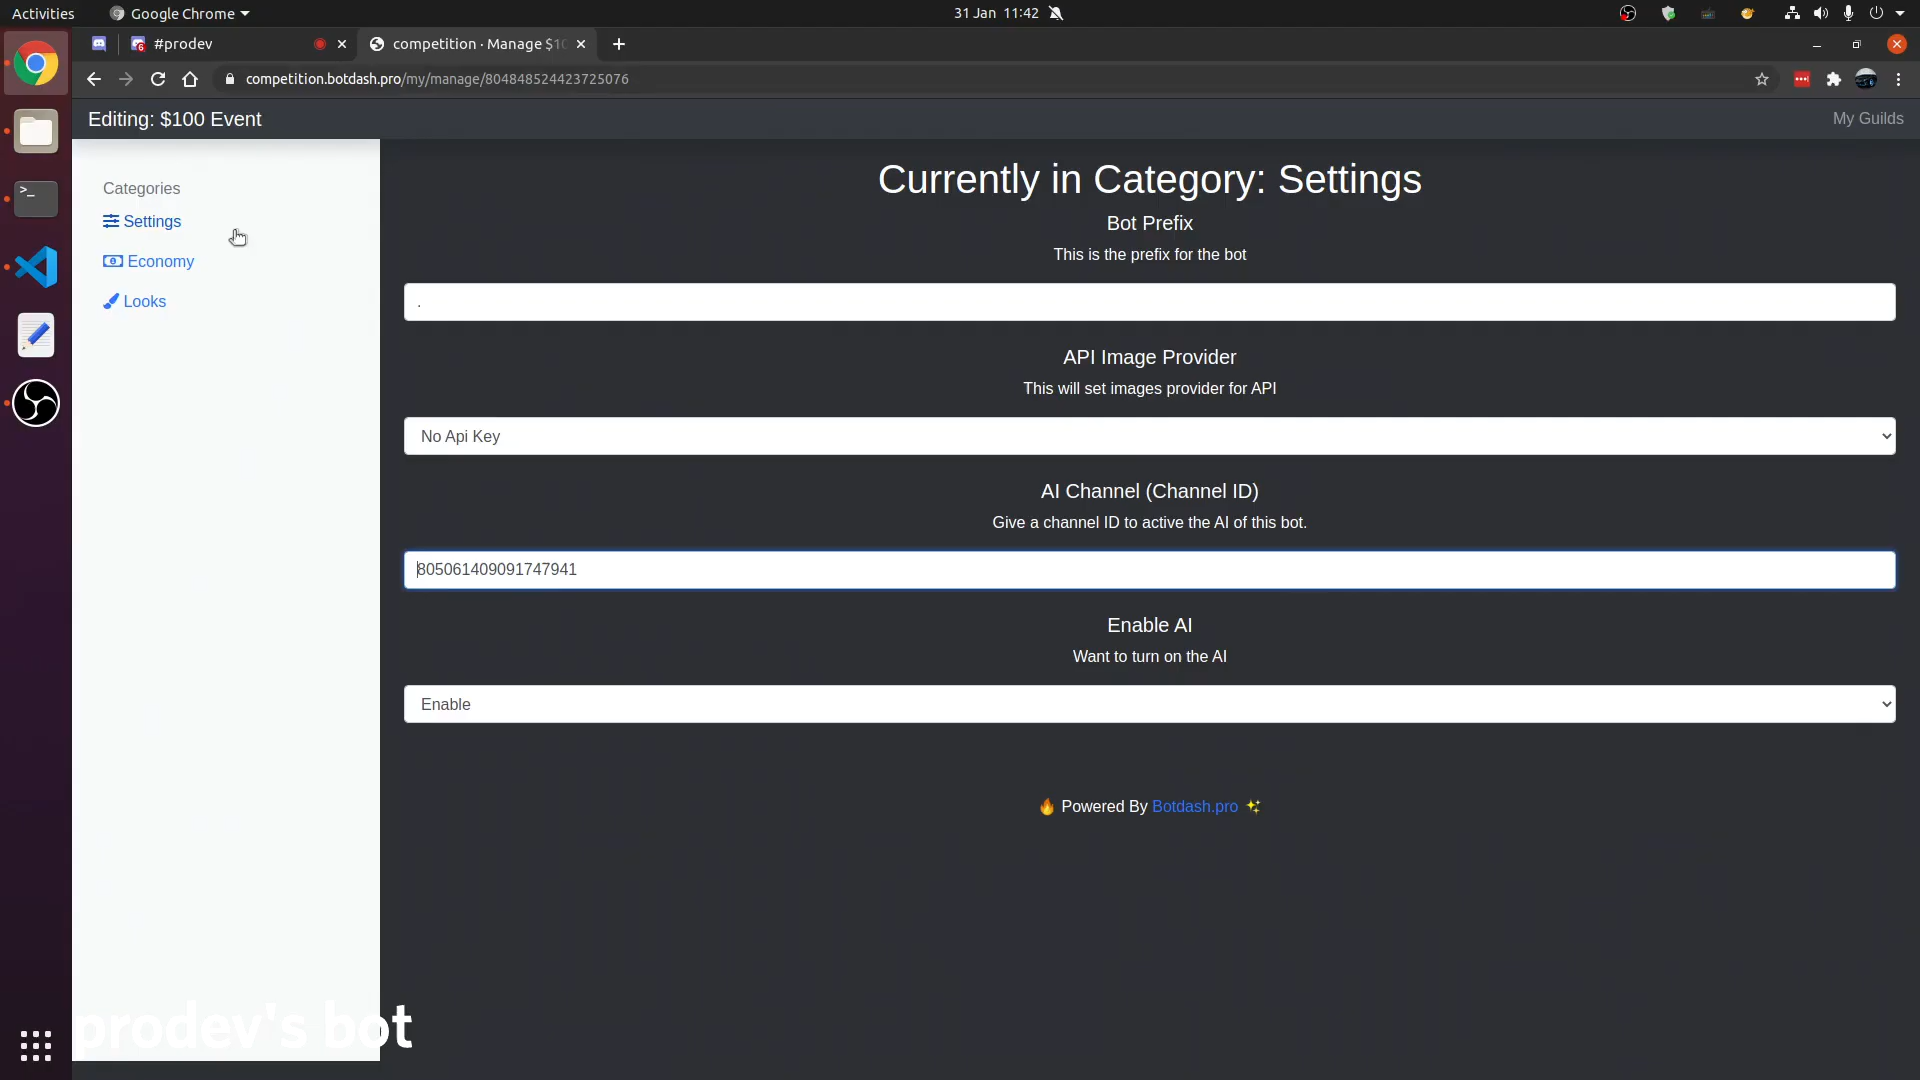 Activities
Google Chrome
31 Jan 11:42
#prodev
competition · Manage $10
competition.botdash.pro/my/manage/804848524423725076
Editing: $100 Event
My Guilds
Categories
Settings
Economy
Looks
Currently in Category: Settings
Bot Prefix
This is the prefix for the bot
.
API Image Provider
This will set images provider for API
No Api Key
AI Channel (Channel ID)
Give a channel ID to active the AI of this bot.
805061409091747941
Enable AI
Want to turn on the AI
Enable
🔥 Powered By Botdash.pro ✨
prodev's bot